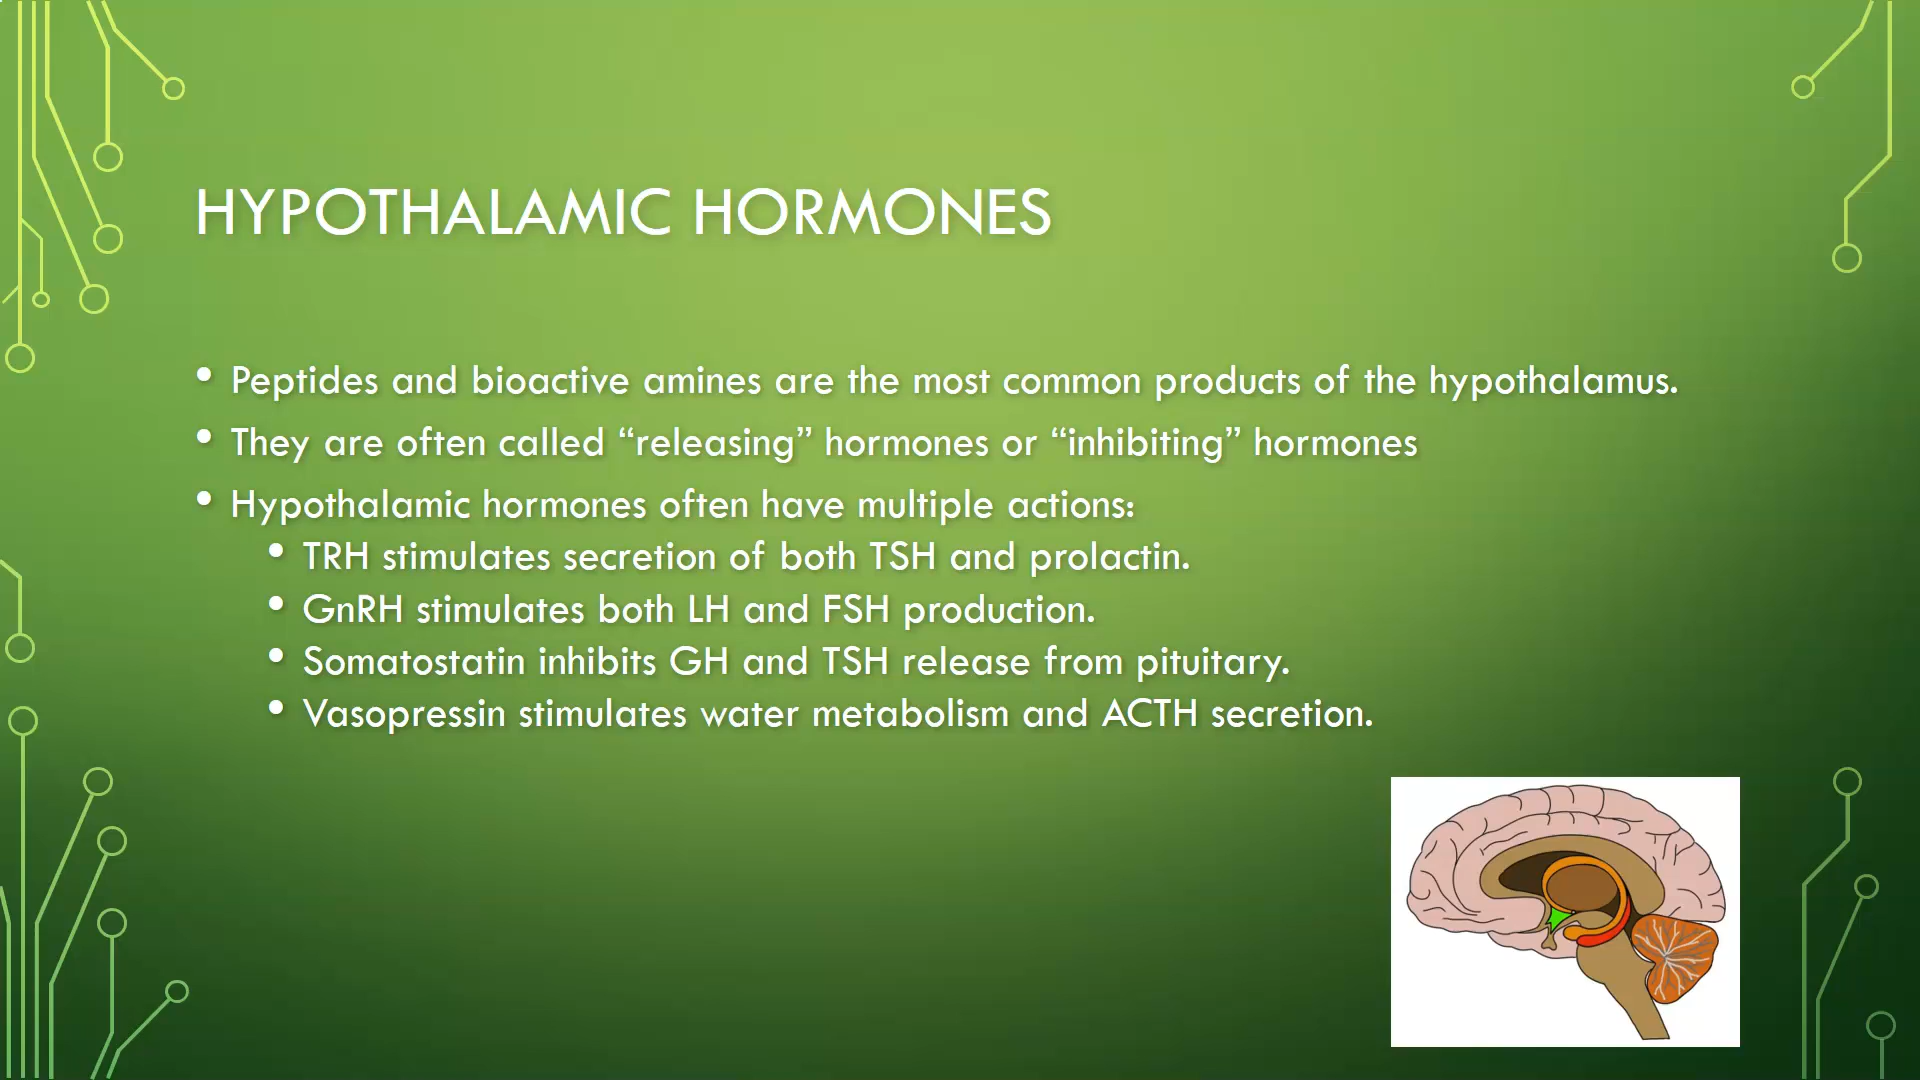 HYPOTHALAMIC HORMONES
• Peptides and bioactive amines are the most common products of the hypothalamus.
• They are often called “releasing” hormones or “inhibiting” hormones
• Hypothalamic hormones often have multiple actions:
• TRH stimulates secretion of both TSH and prolactin.
• GnRH stimulates both LH and FSH production.
• Somatostatin inhibits GH and TSH release from pituitary.
• Vasopressin stimulates water metabolism and ACTH secretion.